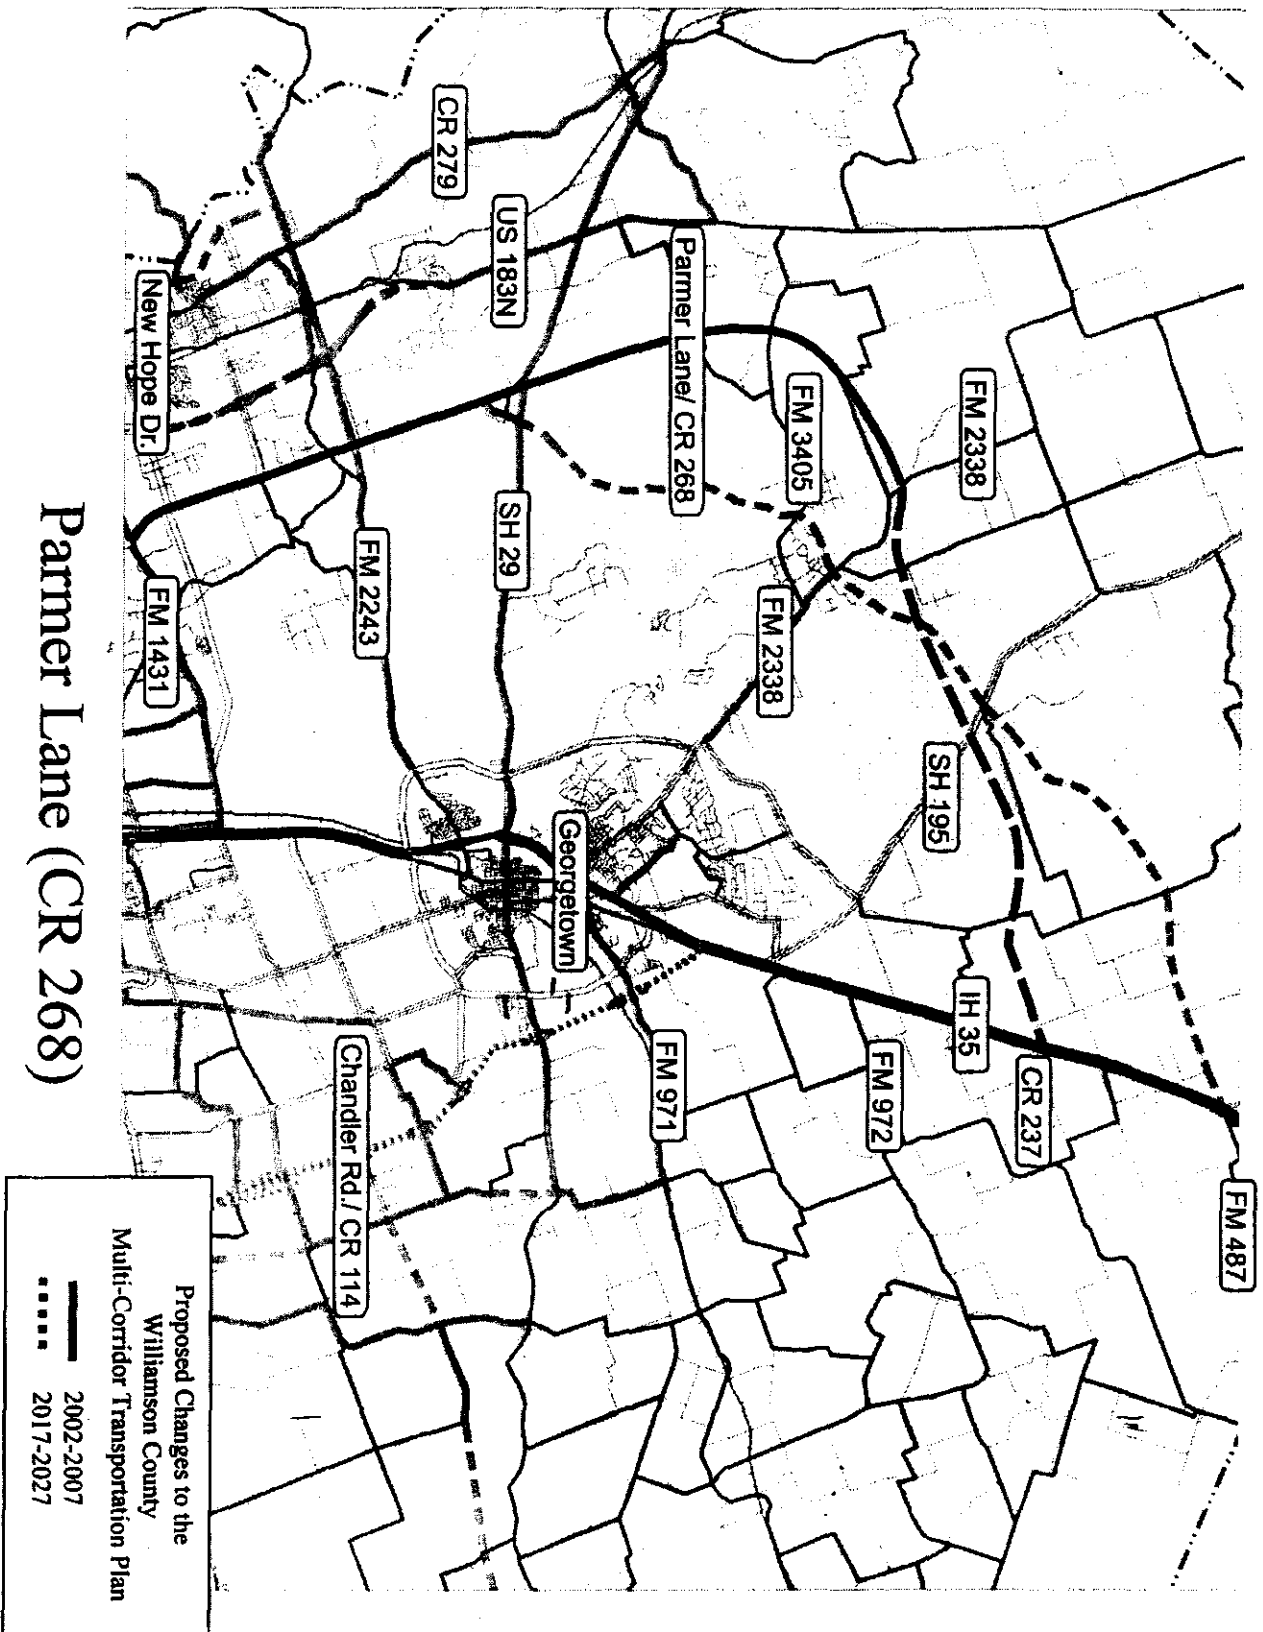 FM 487
CR 237
FM 2338
IH 35
SH 195
FM 972
FM 3405
FM 2338
Parmer Lane/ CR 268
FM 971
Georgetown
US 183N
SH 29
CR 279
FM 2243
Chandler Rd./ CR 114
New Hope Dr.
FM 1431
Proposed Changes to the
Williamson County
Multi-Corridor Transportation Plan
2002-2007
2017-2027
Parmer Lane (CR 268)